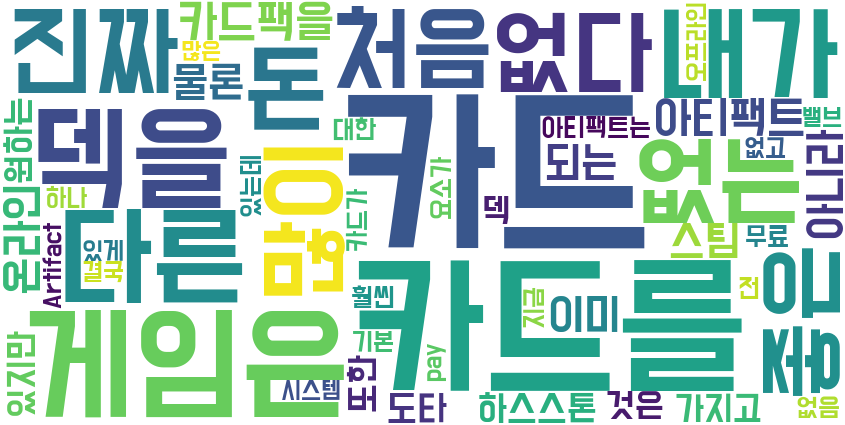 진짜
카드팩을
많은
물론
돈
처음
없다
내가
오프라인
원하는
덱을
대한
카드
아티팩트는
아티팩트
밸브
없고
되는
없는
아니라
온라인
하나
있는데
이런
카드가
요소가
덱
스팀
무료
Artifact
있게
결국
다른
훨씬
지금
이미
전
좋은
있지만
게임은
기본
pay
카드를
시스템
또한
도타
하스스톤
것은
가지고
없음